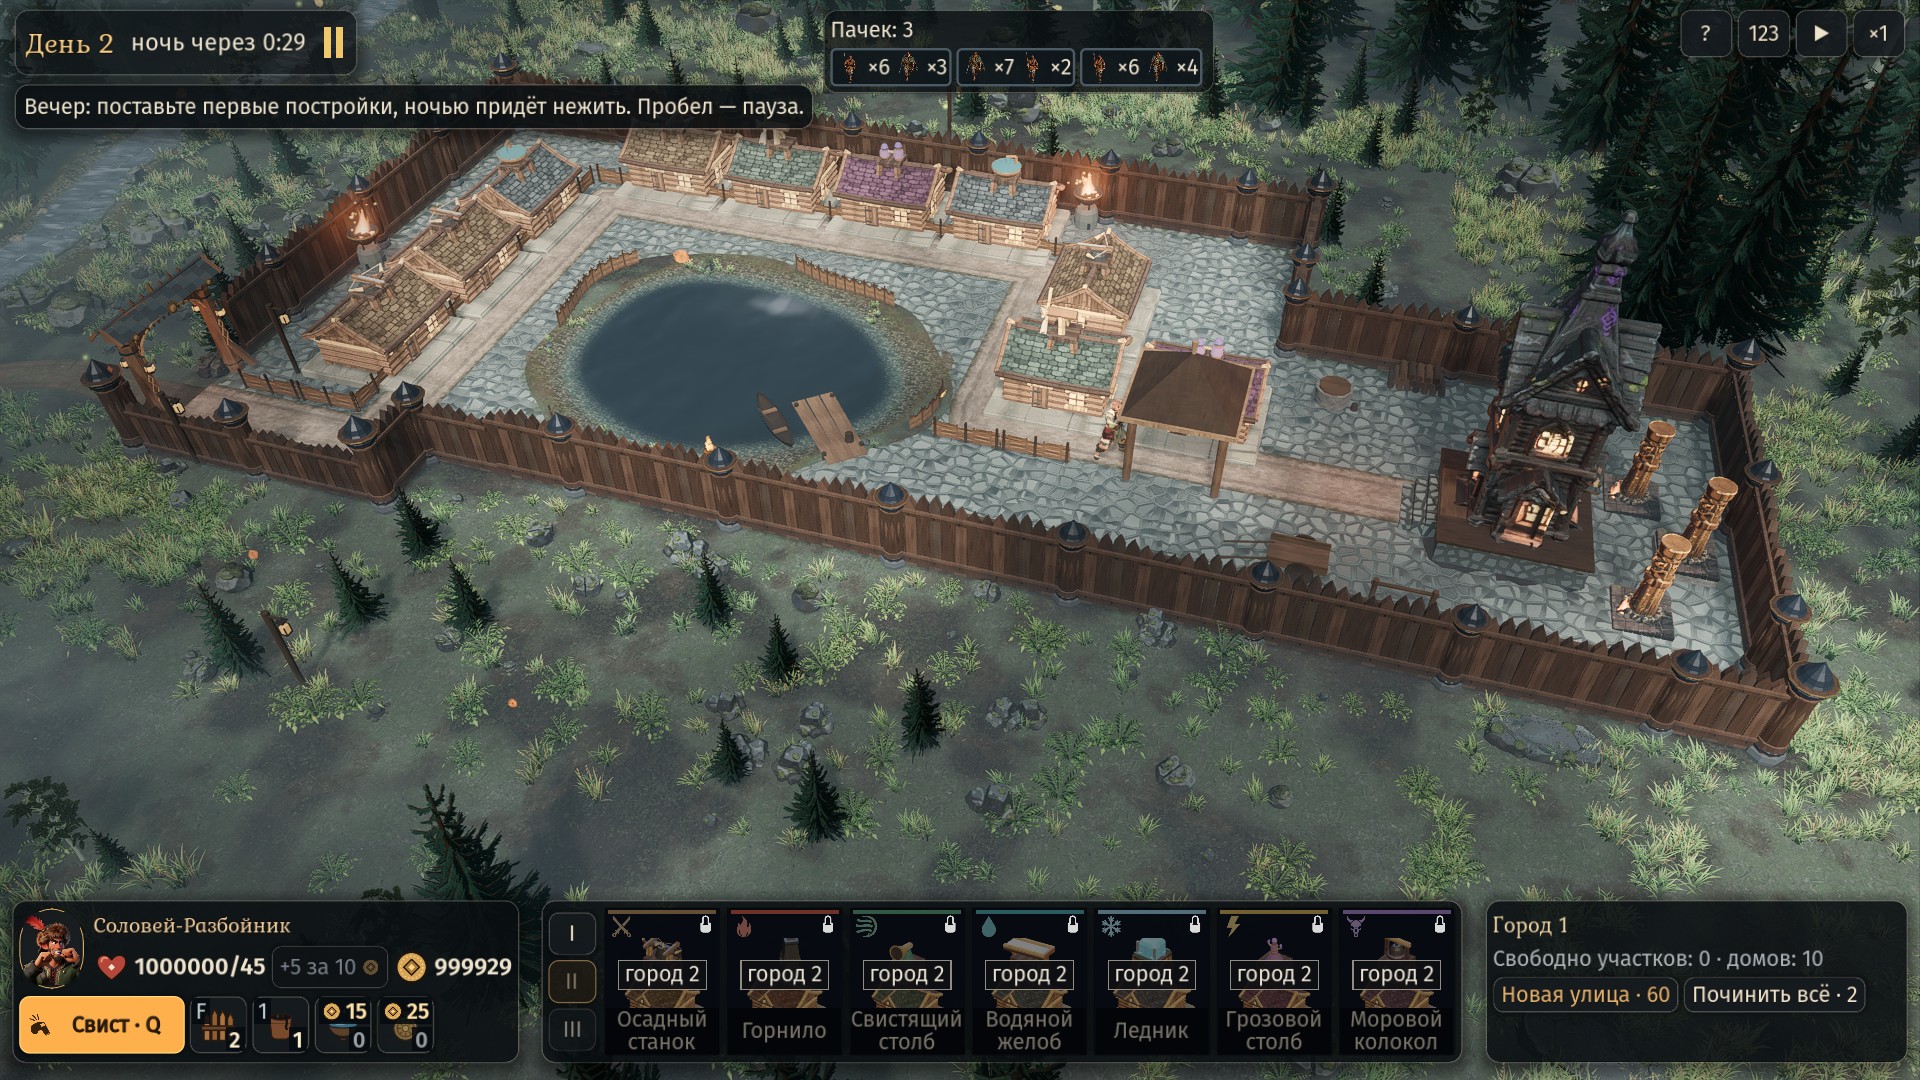 День 2 ночь через 0:29
Пачек: 3
×6 ×3 ×7 ×2 ×6 ×4
? 123 ×1
Вечер: поставьте первые постройки, ночью придёт нежить. Пробел — пауза.
Соловей-Разбойник
1000000/45 +5 за 10 999929
Свист · Q
F 2
1 1
15 0
25 0
I
II
III
город 2 город 2 город 2 город 2 город 2 город 2 город 2
Осадный станок
Горнило
Свистящий столб
Водяной желоб
Ледник
Грозовой столб
Моровой колокол
Город 1
Свободно участков: 0 · домов: 10
Новая улица · 60 Починить всё · 2